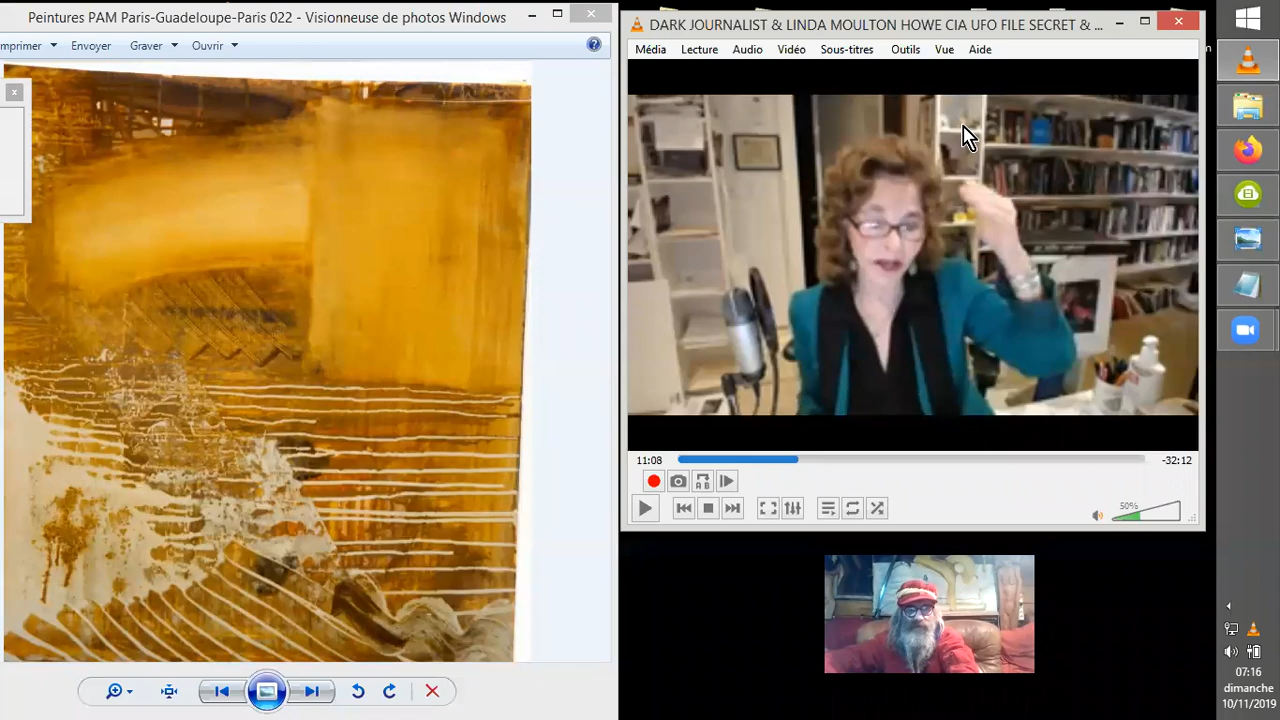 Peintures PAM Paris-Guadeloupe-Paris 022 - Visionneuse de photos Windows
mprimer Envoyer Graver Ouvrir
DARK JOURNALIST & LINDA MOULTON HOWE CIA UFO FILE SECRET & ...
Média Lecture Audio Vidéo Sous-titres Outils Vue Aide
11:08
-32:12
50%
07:16
dimanche
10/11/2019